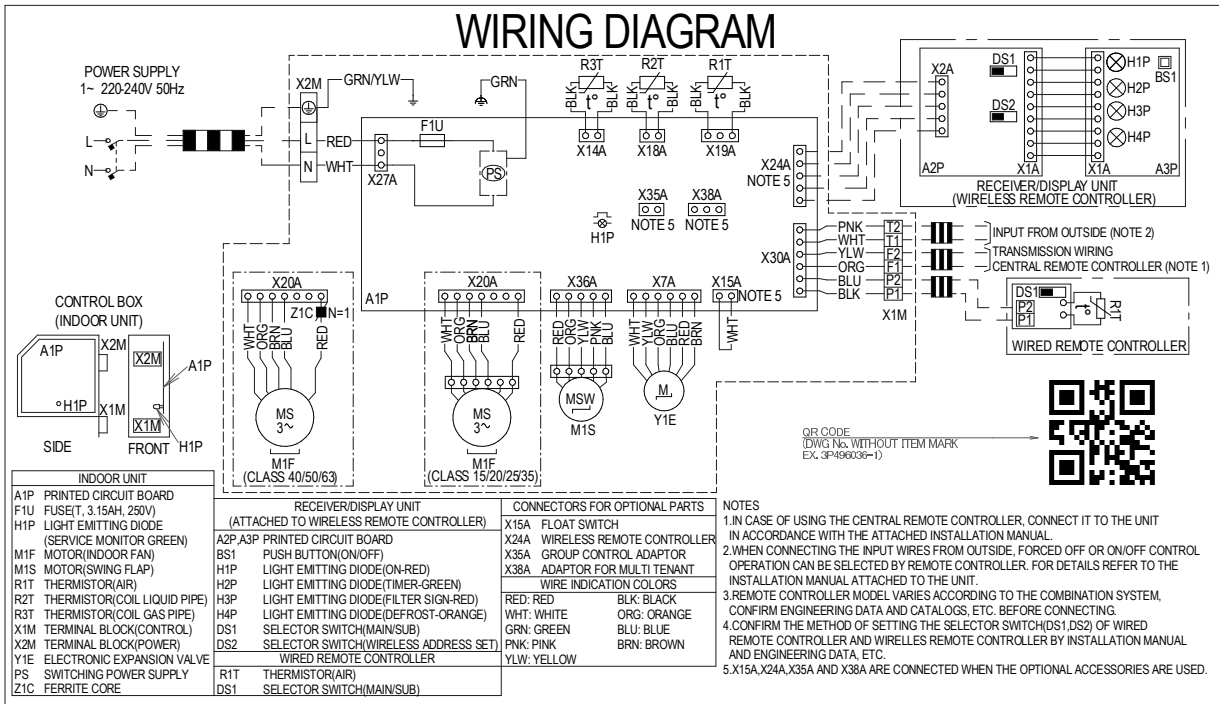 WIRING DIAGRAM
POWER SUPPLY
1~ 220-240V 50Hz
L
N
X2M
L
N
GRN/YLW
GRN
RED
WHT
X27A
F1U
PS
R3T
R2T
R1T
BLK
t°
BLK
BLK
t°
BLK
BLK
t°
BLK
X14A
X18A
X19A
X24A
NOTE 5
X35A
NOTE 5
X38A
NOTE 5
H1P
X30A
A1P
X2A
DS1
DS2
A2P
X1A
X1A
H1P
H2P
H3P
H4P
BS1
A3P
RECEIVER/DISPLAY UNIT
(WIRELESS REMOTE CONTROLLER)
PNK
WHT
YLW
ORG
BLU
BLK
T2
T1
F2
F1
P2
P1
X1M
INPUT FROM OUTSIDE (NOTE 2)
TRANSMISSION WIRING
CENTRAL REMOTE CONTROLLER (NOTE 1)
DS1
P2
P1
t°
R1T
WIRED REMOTE CONTROLLER
X20A
Z1C
N=1
WHT
ORG
BRN
BLU
RED
MS
3~
M1F
(CLASS 40/50/63)
X20A
WHT
ORG
BRN
BLU
RED
MS
3~
M1F
(CLASS 15/20/25/35)
X36A
RED
ORG
YLW
PNK
BLU
MSW
M1S
X7A
WHT
YLW
ORG
BLU
RED
BRN
M
Y1E
X15A
NOTE 5
WHT
CONTROL BOX
(INDOOR UNIT)
A1P
X2M
X2M
A1P
H1P
X1M
X1M
SIDE
FRONT
H1P
QR CODE
(DWG No. WITHOUT ITEM MARK
EX. 3P496036-1)
INDOOR UNIT
A1P PRINTED CIRCUIT BOARD
F1U FUSE(T, 3.15AH, 250V)
H1P LIGHT EMITTING DIODE
(SERVICE MONITOR GREEN)
M1F MOTOR(INDOOR FAN)
M1S MOTOR(SWING FLAP)
R1T THERMISTOR(AIR)
R2T THERMISTOR(COIL LIQUID PIPE)
R3T THERMISTOR(COIL GAS PIPE)
X1M TERMINAL BLOCK(CONTROL)
X2M TERMINAL BLOCK(POWER)
Y1E ELECTRONIC EXPANSION VALVE
PS SWITCHING POWER SUPPLY
Z1C FERRITE CORE
RECEIVER/DISPLAY UNIT
(ATTACHED TO WIRELESS REMOTE CONTROLLER)
A2P,A3P PRINTED CIRCUIT BOARD
BS1 PUSH BUTTON(ON/OFF)
H1P LIGHT EMITTING DIODE(ON-RED)
H2P LIGHT EMITTING DIODE(TIMER-GREEN)
H3P LIGHT EMITTING DIODE(FILTER SIGN-RED)
H4P LIGHT EMITTING DIODE(DEFROST-ORANGE)
DS1 SELECTOR SWITCH(MAIN/SUB)
DS2 SELECTOR SWITCH(WIRELESS ADDRESS SET)
WIRED REMOTE CONTROLLER
R1T THERMISTOR(AIR)
DS1 SELECTOR SWITCH(MAIN/SUB)
CONNECTORS FOR OPTIONAL PARTS
X15A FLOAT SWITCH
X24A WIRELESS REMOTE CONTROLLER
X35A GROUP CONTROL ADAPTOR
X38A ADAPTOR FOR MULTI TENANT
WIRE INDICATION COLORS
RED: RED BLK: BLACK
WHT: WHITE ORG: ORANGE
GRN: GREEN BLU: BLUE
PNK: PINK BRN: BROWN
YLW: YELLOW
NOTES
1.IN CASE OF USING THE CENTRAL REMOTE CONTROLLER, CONNECT IT TO THE UNIT
IN ACCORDANCE WITH THE ATTACHED INSTALLATION MANUAL.
2.WHEN CONNECTING THE INPUT WIRES FROM OUTSIDE, FORCED OFF OR ON/OFF CONTROL
OPERATION CAN BE SELECTED BY REMOTE CONTROLLER. FOR DETAILS REFER TO THE
INSTALLATION MANUAL ATTACHED TO THE UNIT.
3.REMOTE CONTROLLER MODEL VARIES ACCORDING TO THE COMBINATION SYSTEM,
CONFIRM ENGINEERING DATA AND CATALOGS, ETC. BEFORE CONNECTING.
4.CONFIRM THE METHOD OF SETTING THE SELECTOR SWITCH(DS1,DS2) OF WIRED
REMOTE CONTROLLER AND WIRELLES REMOTE CONTROLLER BY INSTALLATION MANUAL
AND ENGINEERING DATA, ETC.
5.X15A,X24A,X35A AND X38A ARE CONNECTED WHEN THE OPTIONAL ACCESSORIES ARE USED.